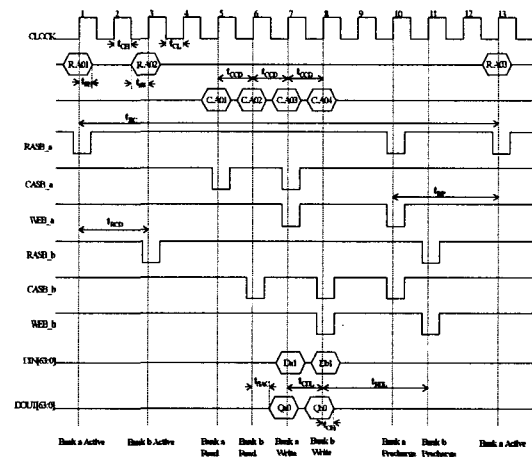 1 2 3 4 5 6 7 8 9 10 11 12 13
CLOCK
tCH tCL
R.A01 R.A02 R.A03
tCCD tCCD tCCD
C.A01 C.A02 C.A03 C.A04
tRC
RASB_a
CASB_a
tRP
WEB_a
tRCD
RASB_b
CASB_b
WEB_b
DIN[63:0] Da1 Db1
tCDL tRDL
DOUT[63:0] Qa0 Qb0
tOH
Bank a Active
Bank b Active
Bank a Read
Bank b Read
Bank a Write
Bank b Write
Bank a Precharge
Bank b Precharge
Bank a Active